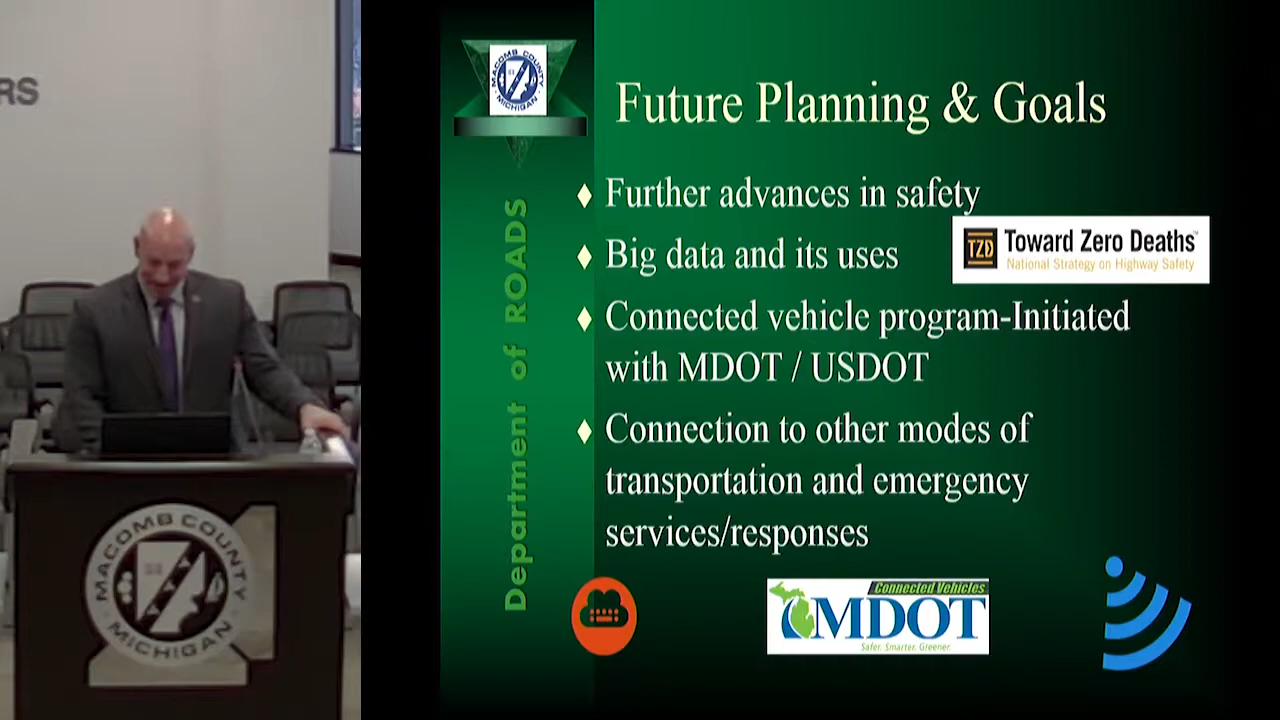 RS
MACOMB COUNTY
MICHIGAN
Future Planning & Goals
Further advances in safety
TZD
Toward Zero Deaths™
National Strategy on Highway Safety
Big data and its uses
Connected vehicle program-Initiated
with MDOT / USDOT
Connection to other modes of
transportation and emergency
services/responses
Department of ROADS
Connected Vehicles
MDOT
Safer. Smarter. Greener.
MACOMB COUNTY
MICHIGAN